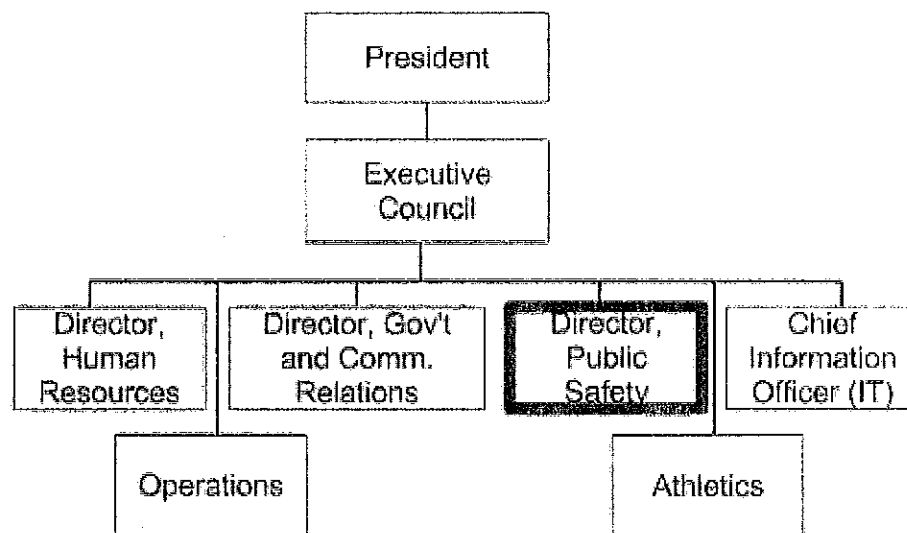 President
Executive
Council
Director,
Human
Resources
Director, Gov't
and Comm.
Relations
Director,
Public
Safety
Chief
Information
Officer (IT)
Operations
Athletics